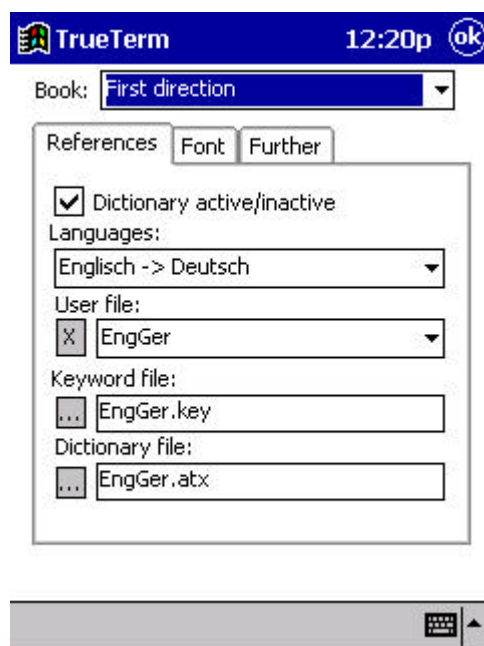 TrueTerm 12:20p ok
Book: First direction
References Font Further
Dictionary active/inactive
Languages:
Englisch -> Deutsch
User file:
X EngGer
Keyword file:
... EngGer.key
Dictionary file:
... EngGer.atx